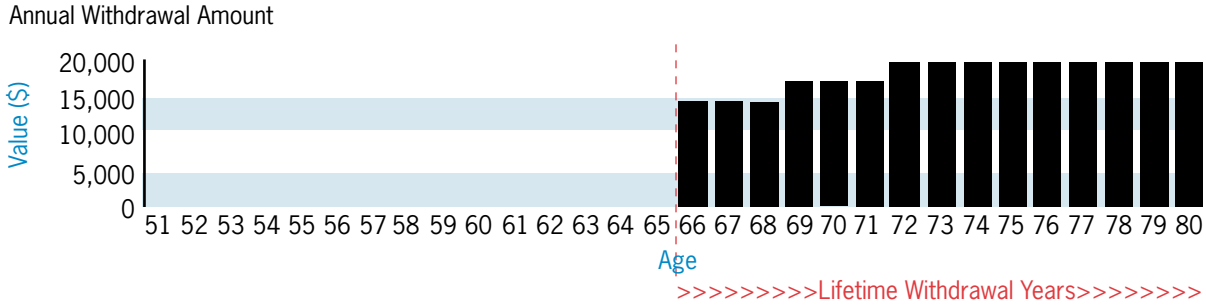 Annual Withdrawal Amount
Value ($)
20,000
15,000
10,000
5,000
0
51 52 53 54 55 56 57 58 59 60 61 62 63 64 65 66 67 68 69 70 71 72 73 74 75 76 77 78 79 80
Age
>>>>>>>>>Lifetime Withdrawal Years>>>>>>>>